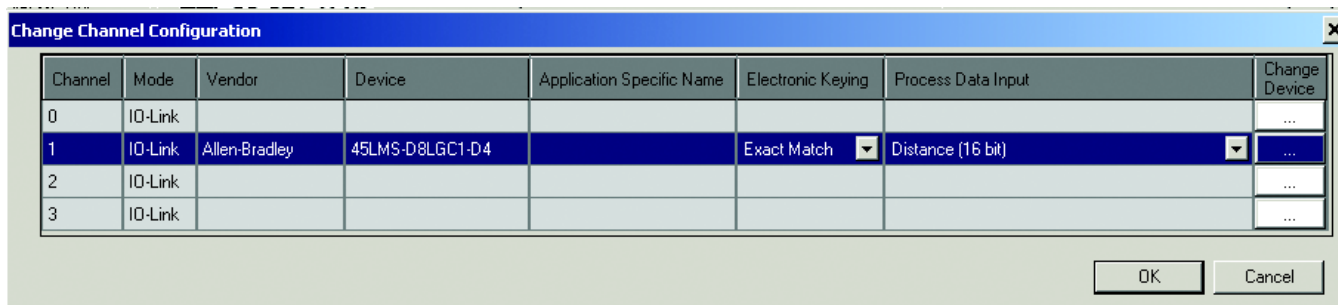 Change Channel Configuration
Channel Mode Vendor Device Application Specific Name Electronic Keying Process Data Input Change Device
0 IO-Link ...
1 IO-Link Allen-Bradley 45LMS-D8LGC1-D4 Exact Match Distance (16 bit) ...
2 IO-Link ...
3 IO-Link ...
OK Cancel